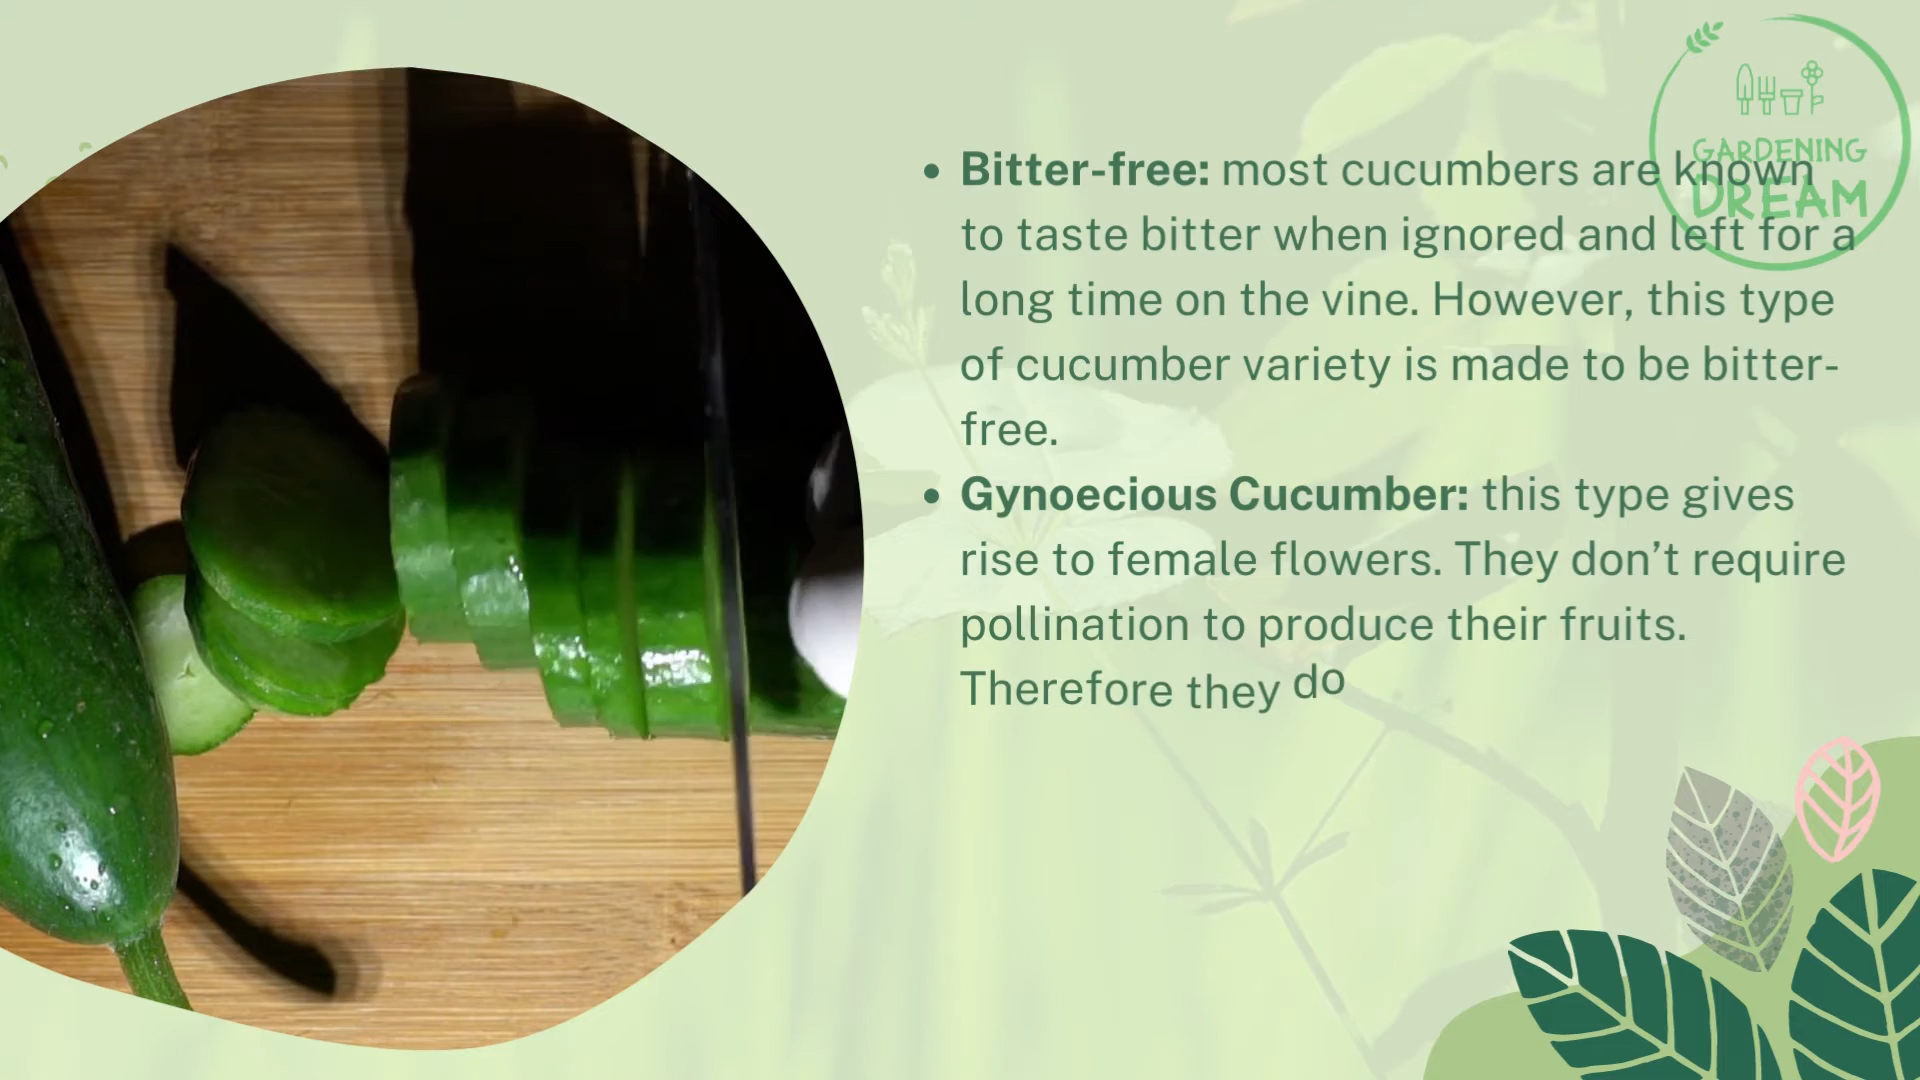 GARDENING
DREAM
Bitter-free: most cucumbers are known
to taste bitter when ignored and left for a
long time on the vine. However, this type
of cucumber variety is made to be bitter-
free.
Gynoecious Cucumber: this type gives
rise to female flowers. They don’t require
pollination to produce their fruits.
Therefore they do